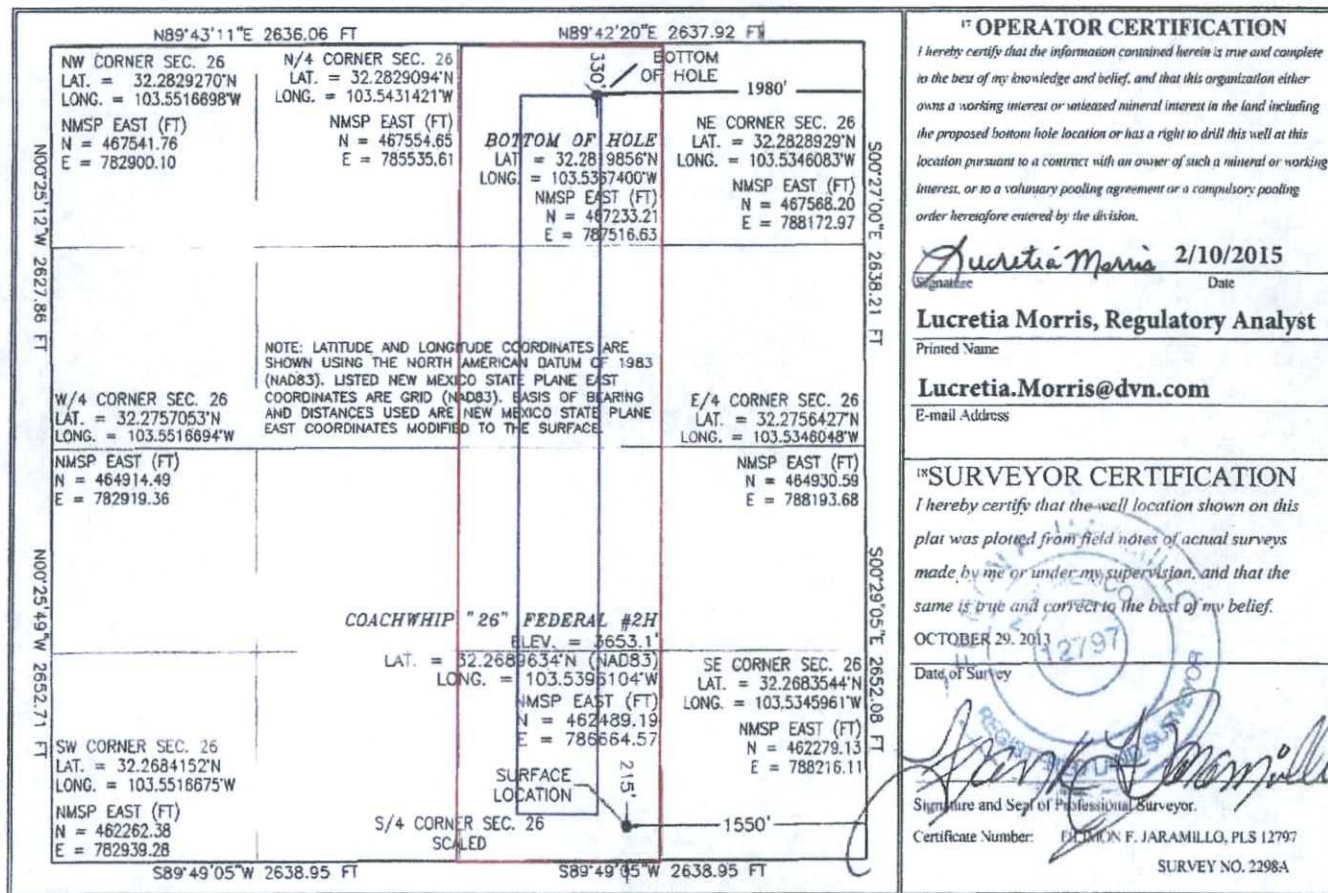 N89°43'11"E 2636.06 FT
N89°42'20"E 2637.92 FT
NW CORNER SEC. 26
LAT. = 32.2829270'N
LONG. = 103.5516698'W
NMSP EAST (FT)
N = 467541.76
E = 782900.10
N/4 CORNER SEC. 26
LAT. = 32.2829094'N
LONG. = 103.5431421'W
NMSP EAST (FT)
N = 467554.65
E = 785535.61
330'
BOTTOM
OF HOLE
1980'
BOTTOM OF HOLE
LAT. = 32.2819856'N
LONG. = 103.5367400'W
NMSP EAST (FT)
N = 467233.21
E = 787516.63
NE CORNER SEC. 26
LAT. = 32.2828929'N
LONG. = 103.5346083'W
NMSP EAST (FT)
N = 467568.20
E = 788172.97
N00°25'12"W 2627.86 FT
S00°27'00"E 2638.21 FT
NOTE: LATITUDE AND LONGITUDE COORDINATES ARE
SHOWN USING THE NORTH AMERICAN DATUM OF 1983
(NAD83). LISTED NEW MEXICO STATE PLANE EAST
COORDINATES ARE GRID (NAD83). BASIS OF BEARING
AND DISTANCES USED ARE NEW MEXICO STATE PLANE
EAST COORDINATES MODIFIED TO THE SURFACE.
W/4 CORNER SEC. 26
LAT. = 32.2757053'N
LONG. = 103.5516694'W
NMSP EAST (FT)
N = 464914.49
E = 782919.36
E/4 CORNER SEC. 26
LAT. = 32.2756427'N
LONG. = 103.5346048'W
NMSP EAST (FT)
N = 464930.59
E = 788193.68
N00°25'49"W 2652.71 FT
S00°29'05"E 2652.08 FT
COACHWHIP "26" FEDERAL #2H
ELEV. = 3653.1'
LAT. = 32.2689634'N (NAD83)
LONG. = 103.5396104'W
NMSP EAST (FT)
N = 462489.19
E = 786664.57
SE CORNER SEC. 26
LAT. = 32.2683544'N
LONG. = 103.5345961'W
NMSP EAST (FT)
N = 462279.13
E = 788216.11
SW CORNER SEC. 26
LAT. = 32.2684152'N
LONG. = 103.5516675'W
NMSP EAST (FT)
N = 462262.38
E = 782939.28
SURFACE
LOCATION
215'
1550'
S/4 CORNER SEC. 26
SCALED
S89°49'05"W 2638.95 FT
S89°49'05"W 2638.95 FT
17 OPERATOR CERTIFICATION
I hereby certify that the information contained herein is true and complete
to the best of my knowledge and belief, and that this organization either
owns a working interest or unleased mineral interest in the land including
the proposed bottom hole location or has a right to drill this well at this
location pursuant to a contract with an owner of such a mineral or working
interest, or to a voluntary pooling agreement or a compulsory pooling
order heretofore entered by the division.
Lucretia Morris 2/10/2015
Signature Date
Lucretia Morris, Regulatory Analyst
Printed Name
Lucretia.Morris@dvn.com
E-mail Address
18 SURVEYOR CERTIFICATION
I hereby certify that the well location shown on this
plat was plotted from field notes of actual surveys
made by me or under my supervision, and that the
same is true and correct to the best of my belief.
OCTOBER 29, 2013
Date of Survey
12797
Signature and Seal of Professional Surveyor.
Certificate Number: F. JARAMILLO, PLS 12797
SURVEY NO. 2298A